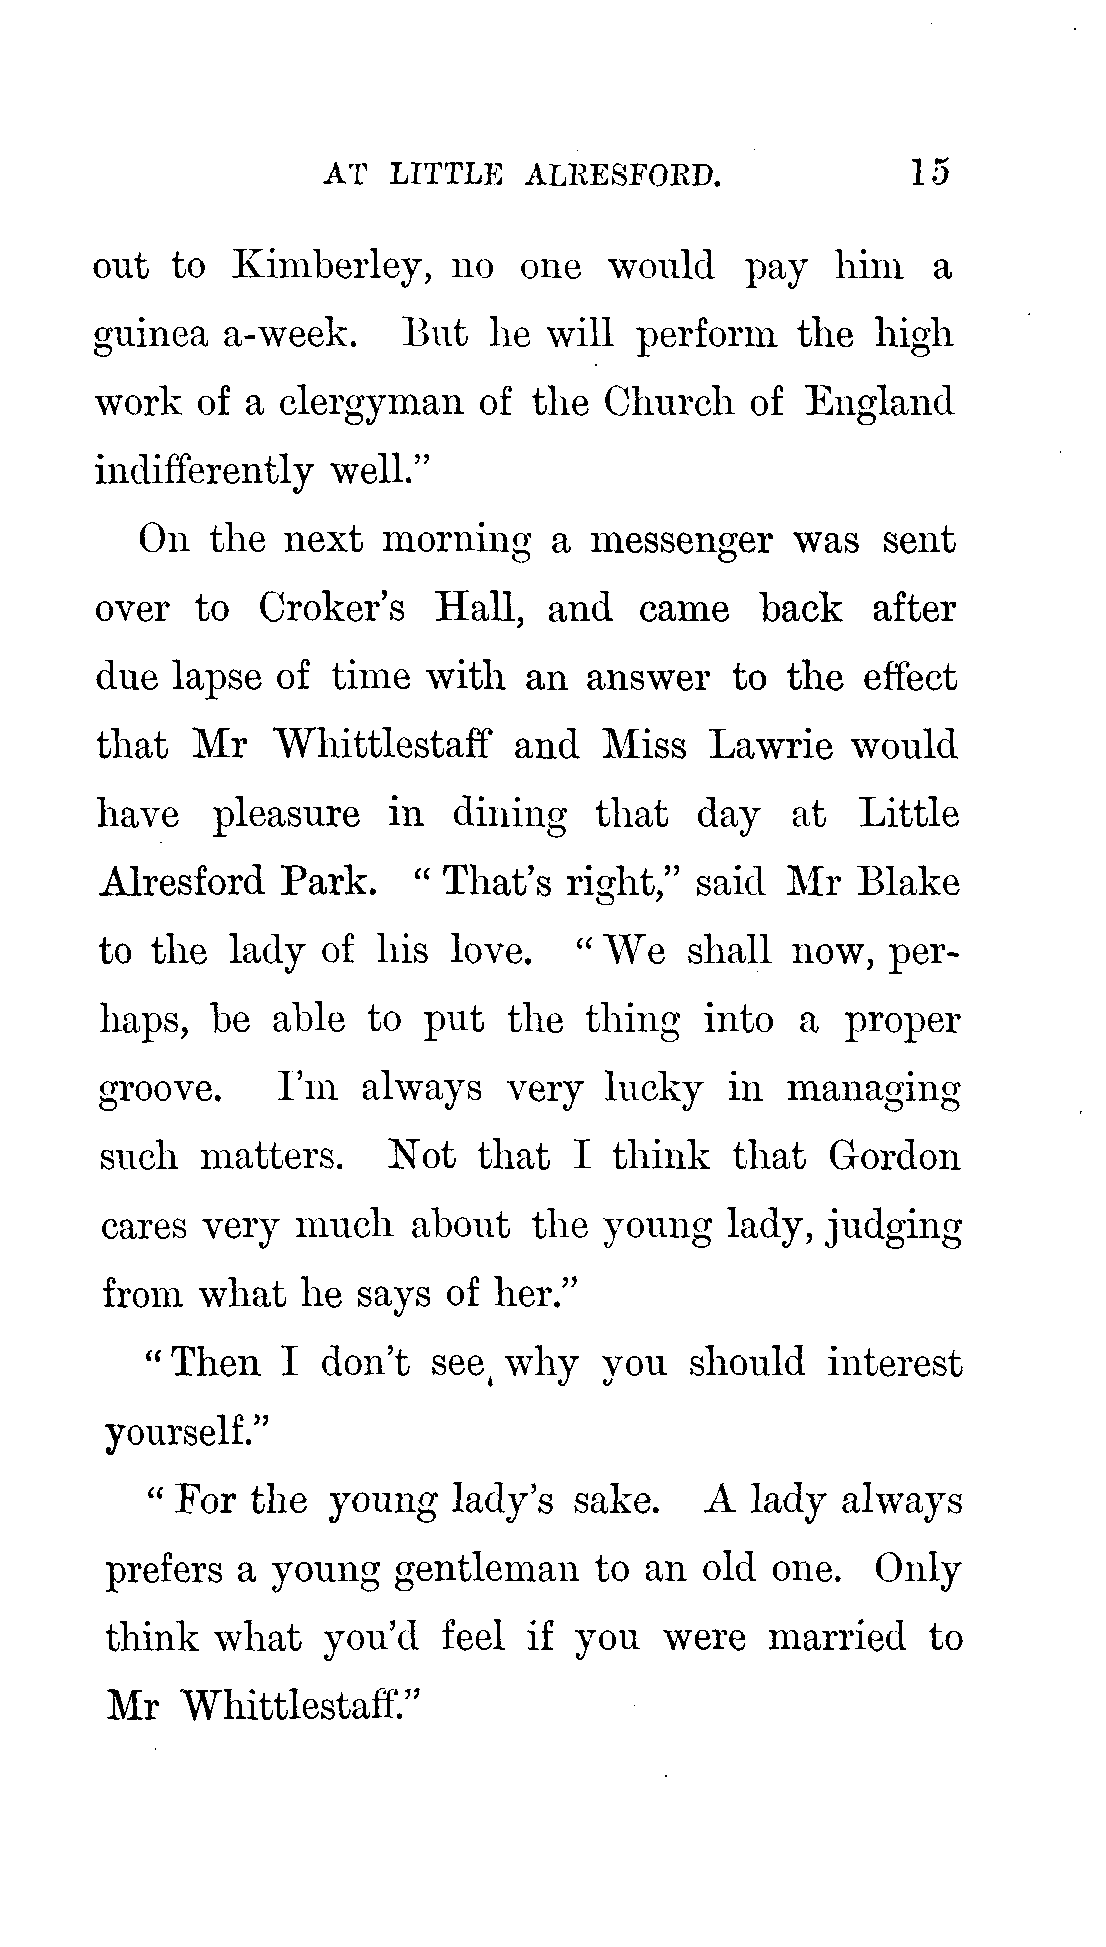 AT LITTLE ALRESFORD. 15
out to Kimberley, no one would pay him a
guinea a-week. But he will perform the high
work of a clergyman of the Church of England
indifferently well."
On the next morning a messenger was sent
over to Croker's Hall, and came back after
due lapse of time with an answer to the effect
that Mr Whittlestaff and Miss Lawrie would
have pleasure in dining that day at Little
Alresford Park. "That's right," said Mr Blake
to the lady of his love. "We shall now, per-
haps, be able to put the thing into a proper
groove. I'm always very lucky in managing
such matters. Not that I think that Gordon
cares very much about the young lady, judging
from what he says of her."
"Then I don't see why you should interest
yourself."
"For the young lady's sake. A lady always
prefers a young gentleman to an old one. Only
think what you'd feel if you were married to
Mr Whittlestaff."